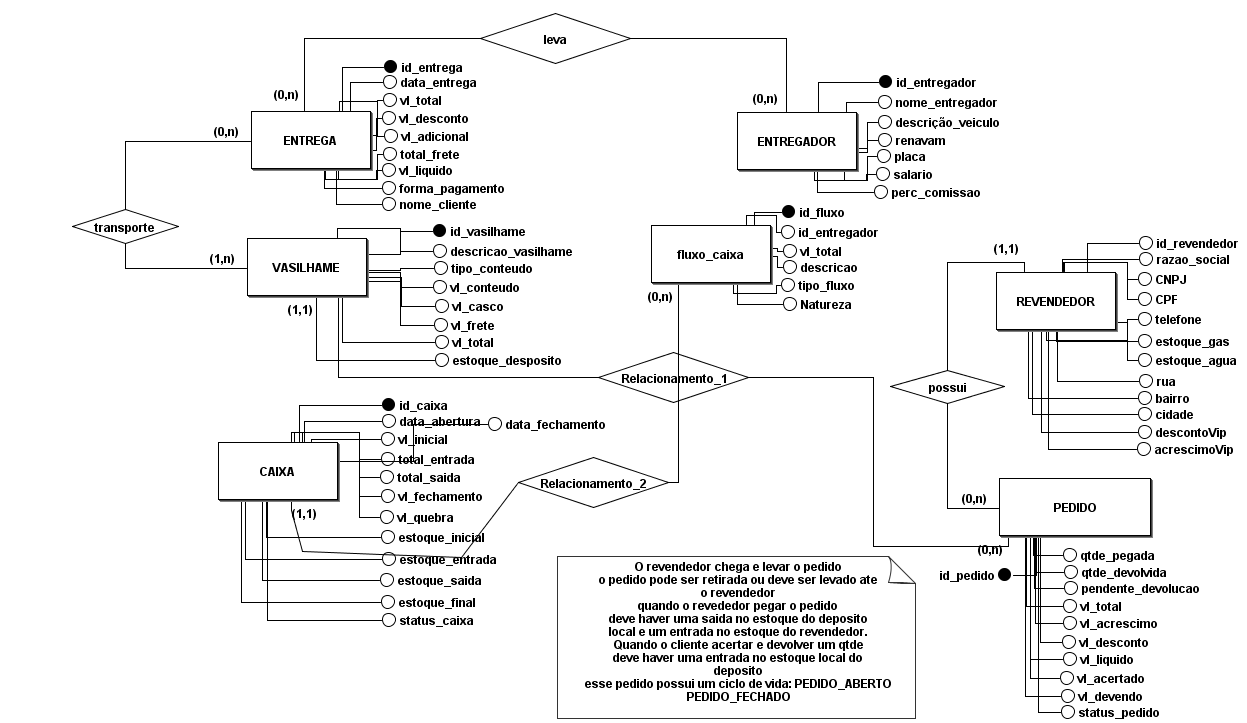 leva
(0,n)
(0,n)
id_entrega
data_entrega
vl_total
vl_desconto
vl_adicional
total_frete
vl_liquido
forma_pagamento
nome_cliente
ENTREGA
(0,n)
id_entregador
nome_entregador
descrição_veiculo
renavam
placa
salario
perc_comissao
ENTREGADOR
transporte
(1,n)
VASILHAME
(1,1)
id_vasilhame
descricao_vasilhame
tipo_conteudo
vl_conteudo
vl_casco
vl_frete
vl_total
estoque_desposito
fluxo_caixa
(0,n)
id_fluxo
id_entregador
vl_total
descricao
tipo_fluxo
Natureza
(1,1)
REVENDEDOR
id_revendedor
razao_social
CNPJ
CPF
telefone
estoque_gas
estoque_agua
rua
bairro
cidade
descontoVip
acrescimoVip
Relacionamento_1
possui
CAIXA
(1,1)
id_caixa
data_abertura
data_fechamento
vl_inicial
total_entrada
total_saida
vl_fechamento
vl_quebra
estoque_inicial
estoque_entrada
estoque_saida
estoque_final
status_caixa
Relacionamento_2
(0,n)
PEDIDO
(0,n)
id_pedido
qtde_pegada
qtde_devolvida
pendente_devolucao
vl_total
vl_acrescimo
vl_desconto
vl_liquido
vl_acertado
vl_devendo
status_pedido
O revendedor chega e levar o pedido
o pedido pode ser retirada ou deve ser levado ate
o revendedor
quando o revededor pegar o pedido
deve haver uma saida no estoque do deposito
local e um entrada no estoque do revendedor.
Quando o cliente acertar e devolver um qtde
deve haver uma entrada no estoque local do
deposito
esse pedido possui um ciclo de vida: PEDIDO_ABERTO
PEDIDO_FECHADO